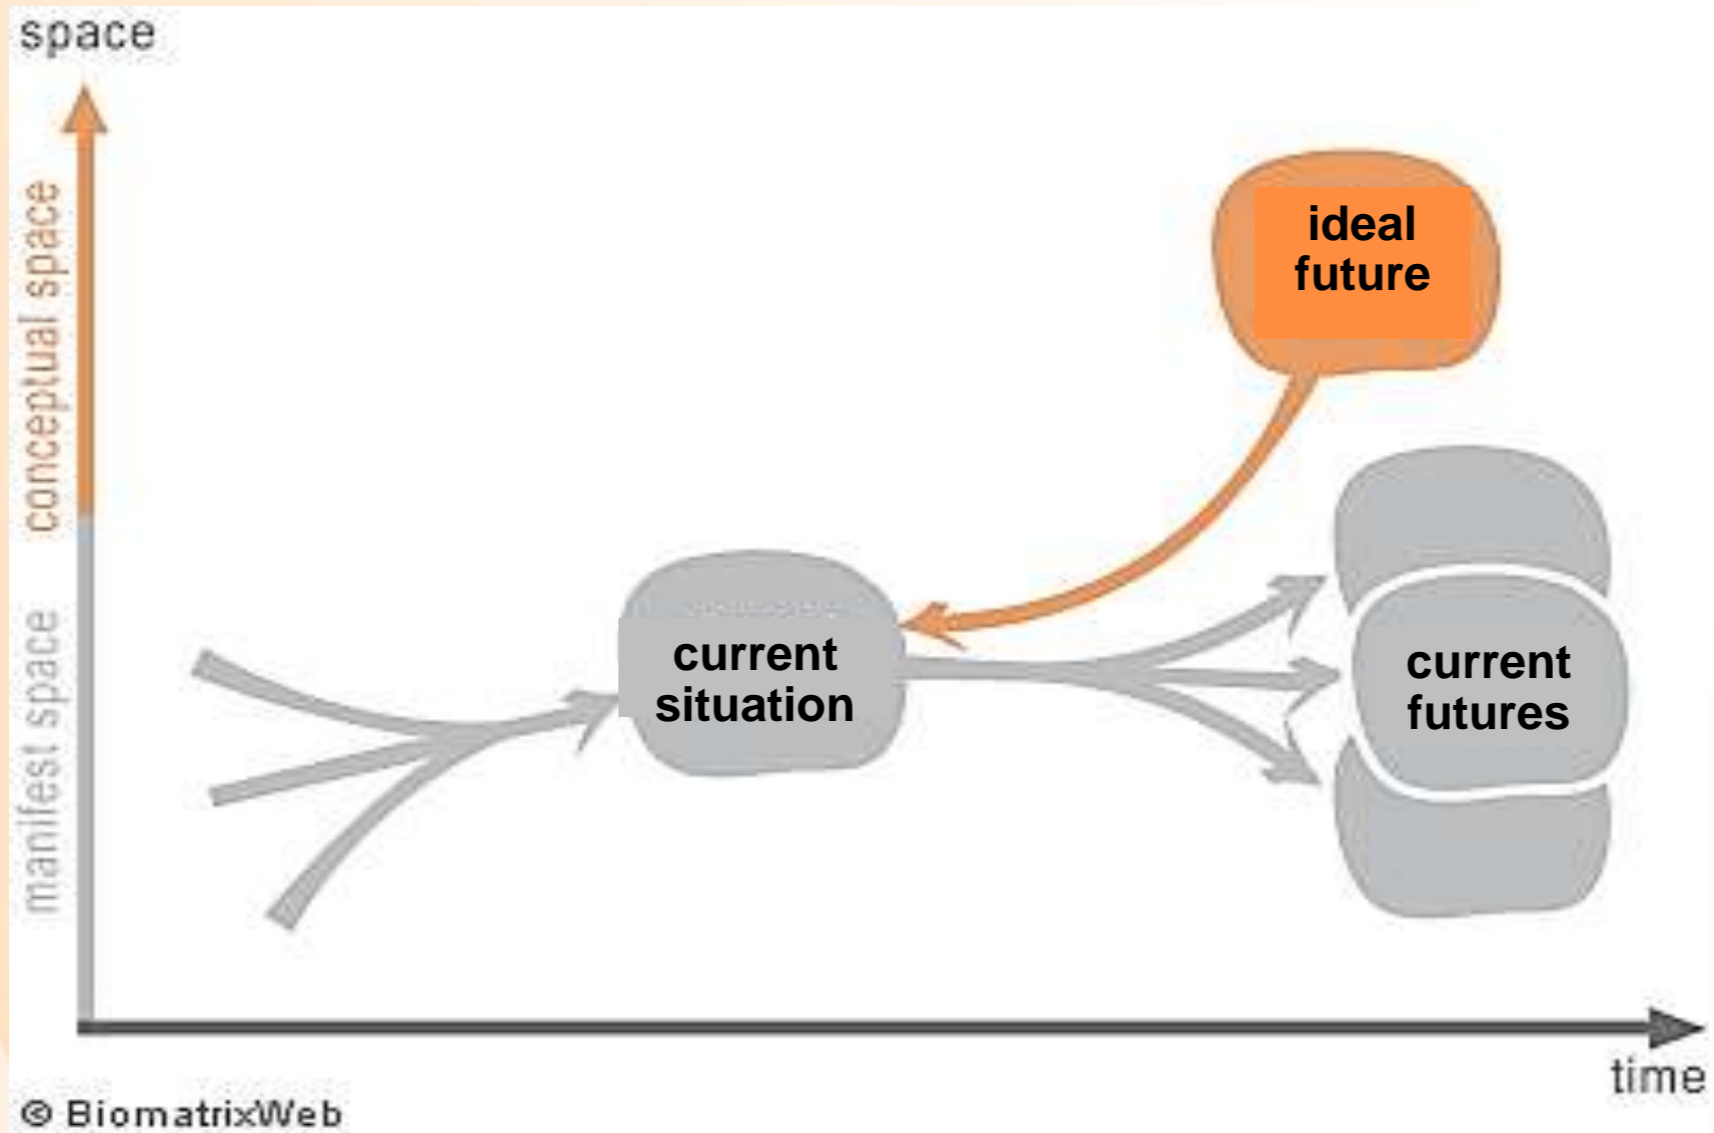 space
conceptual space
manifest space
ideal
future
current
situation
current
futures
time
© BiomatrixWeb